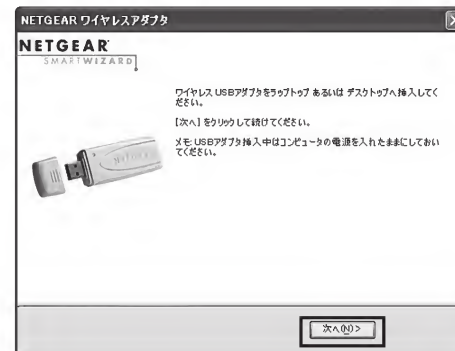 NETGEAR ワイヤレスアダプタ
NETGEAR
SMARTWIZARD
ワイヤレス USBアダプタをラップトップ あるいは デスクトップへ挿入してく
ださい。
[次へ] をクリックして続けてください。
メモ: USBアダプタ挿入中はコンピュータの電源を入れたままにしておい
てください。
NETGEAR
次へ(N) >